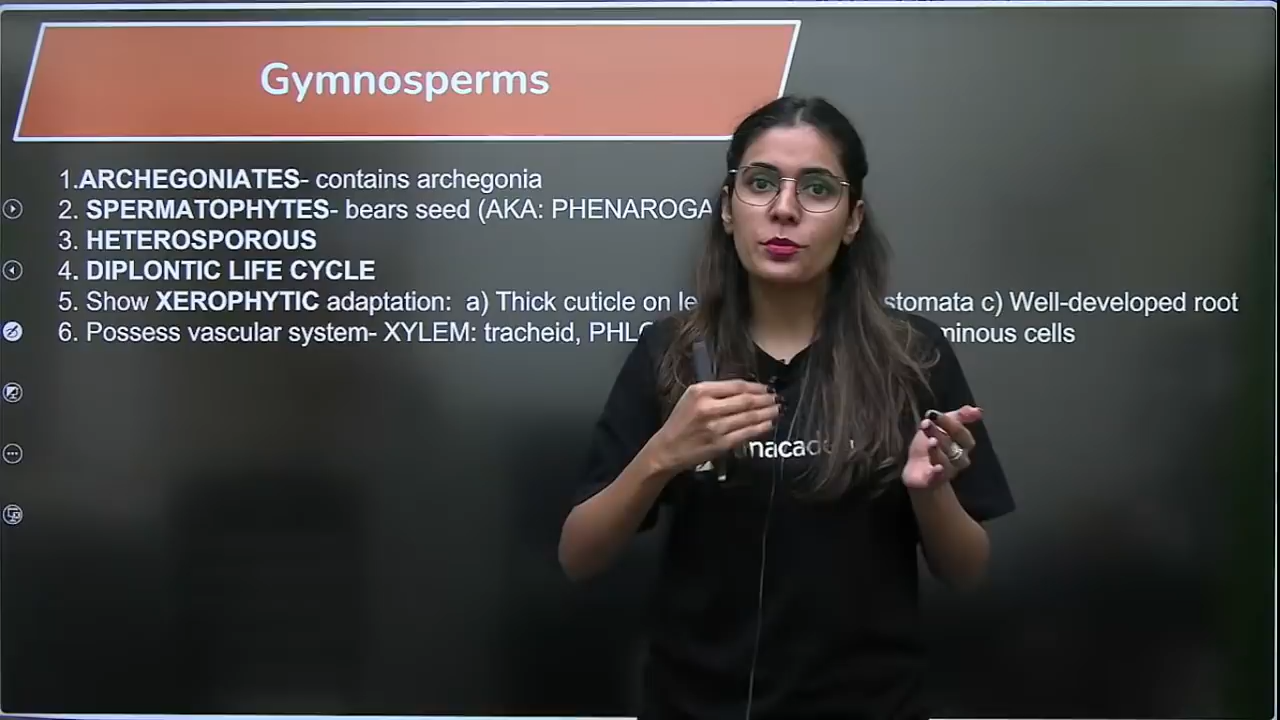 Gymnosperms
1.ARCHEGONIATES- contains archegonia
2. SPERMATOPHYTES- bears seed (AKA: PHENAROGA
3. HETEROSPOROUS
4. DIPLONTIC LIFE CYCLE
5. Show XEROPHYTIC adaptation: a) Thick cuticle on le stomata c) Well-developed root
6. Possess vascular system- XYLEM: tracheid, PHLO minous cells
nacade